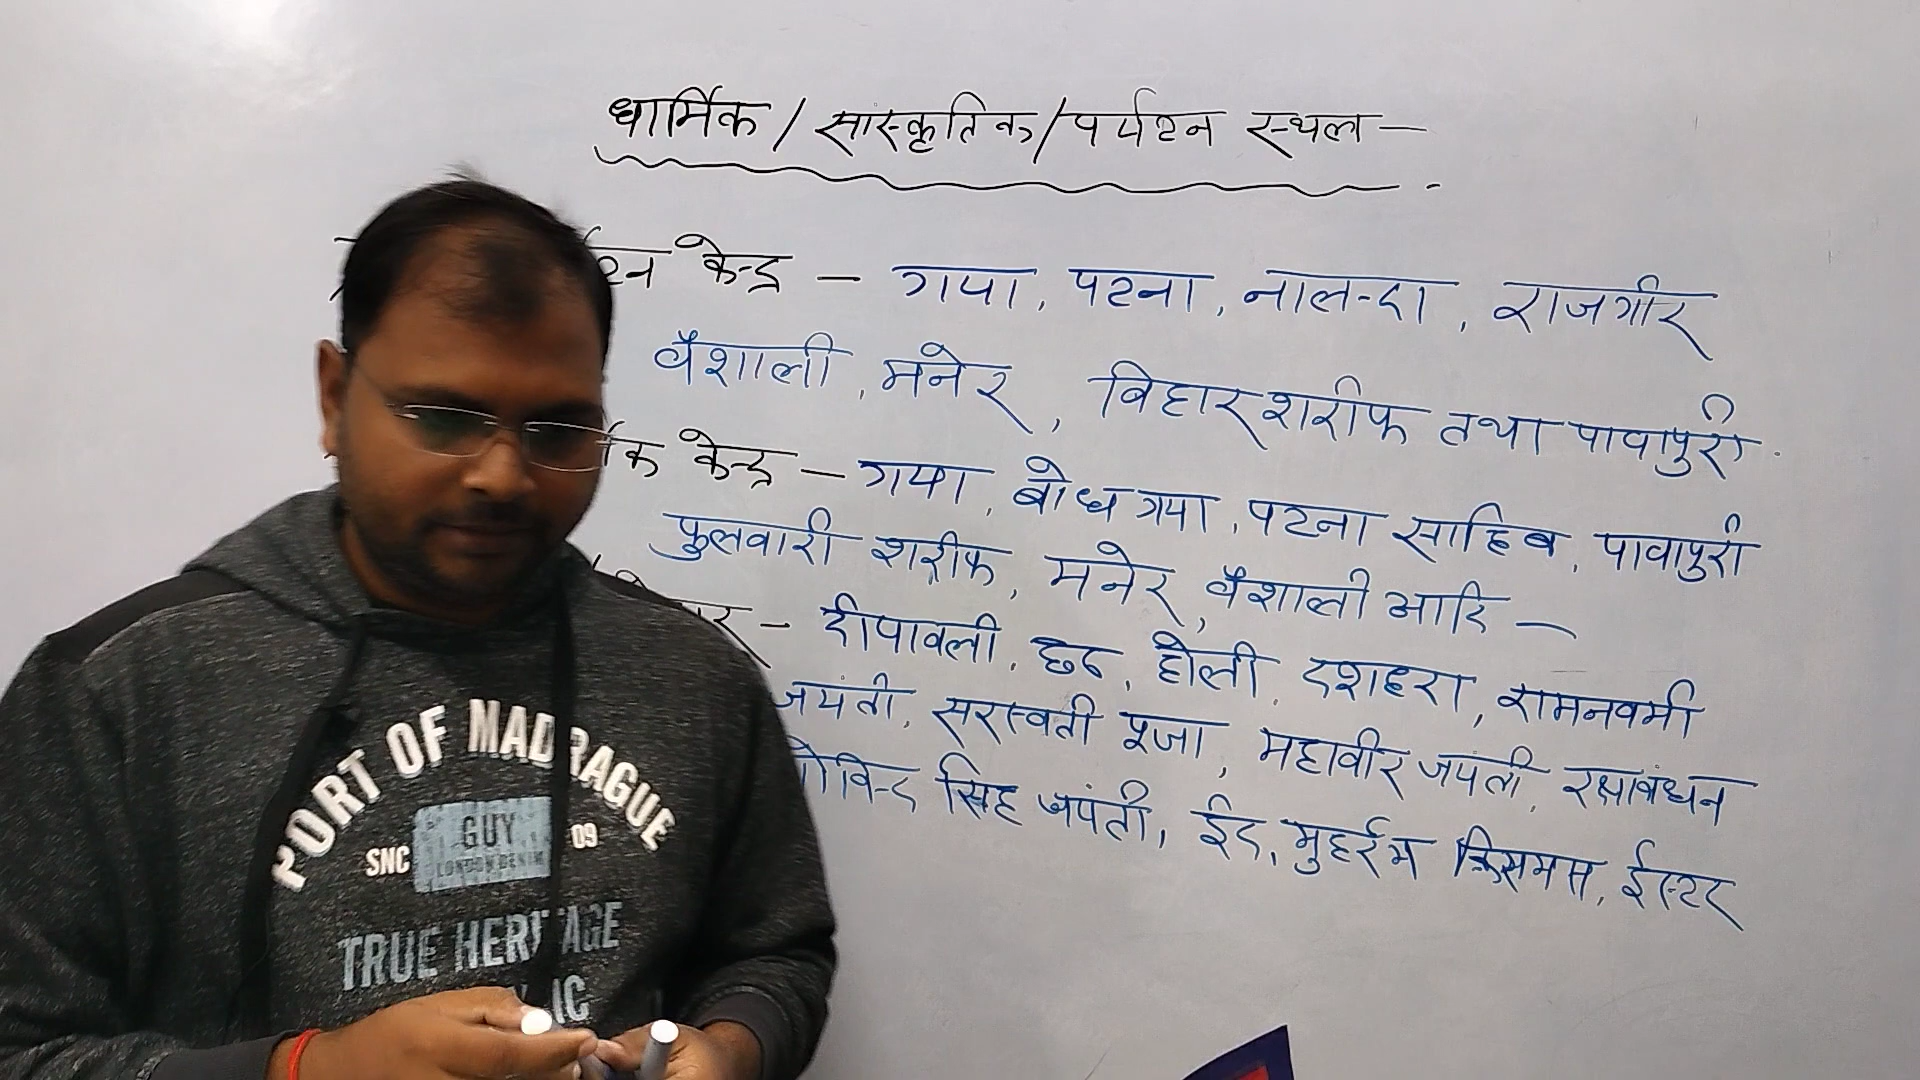 धार्मिक / सांस्कृतिक / पर्यटन स्थल –
केन्द्र – गया, पटना, नालन्दा, राजगीर
वैशाली, मनेर, बिहारशरीफ तथा पावापुरी.
केन्द्र – गया, बोधगया, पटना साहिब, पावापुरी
फुलवारी शरीफ, मनेर, वैशाली आदि –
– दीपावली, छठ, होली, दशहरा, रामनवमी
जयंती, सरस्वती पूजा, महावीर जयंती, रक्षाबंधन
गोविन्द सिंह जयंती, ईद, मुहर्रम क्रिसमस, ईस्टर
PORT OF MADRAGUE
SNC GUY 09
LONDON DENIM
TRUE HERITAGE